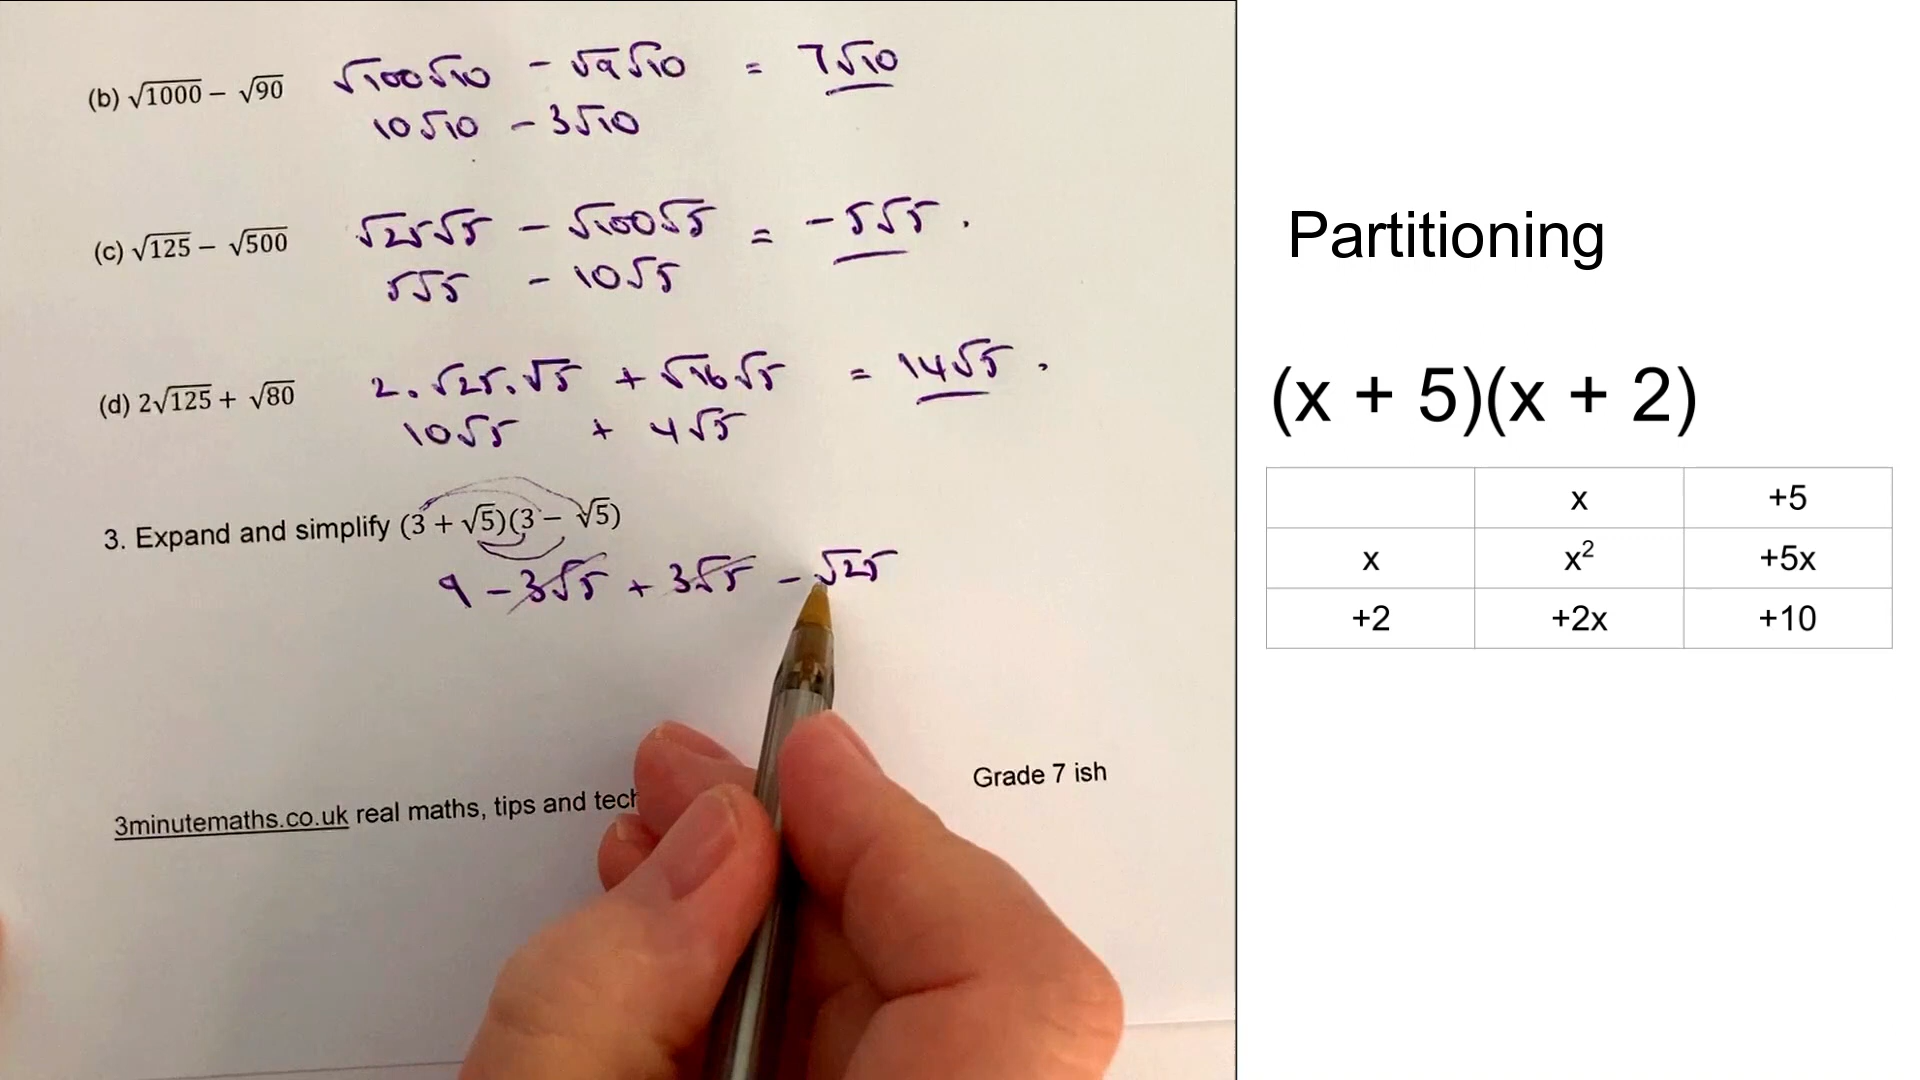 (b) √1000 − √90 √100√10 − √9√10 = 7√10
10√10 − 3√10
(c) √125 − √500 √25√5 − √100√5 = −5√5.
5√5 − 10√5
(d) 2√125 + √80 2.√25.√5 + √16√5 = 14√5.
10√5 + 4√5
3. Expand and simplify (3 + √5)(3 − √5)
9 − 3√5 + 3√5 − √25
Grade 7 ish
3minutemaths.co.uk real maths, tips and
Partitioning
(x + 5)(x + 2)
x +5
x x² +5x
+2 +2x +10